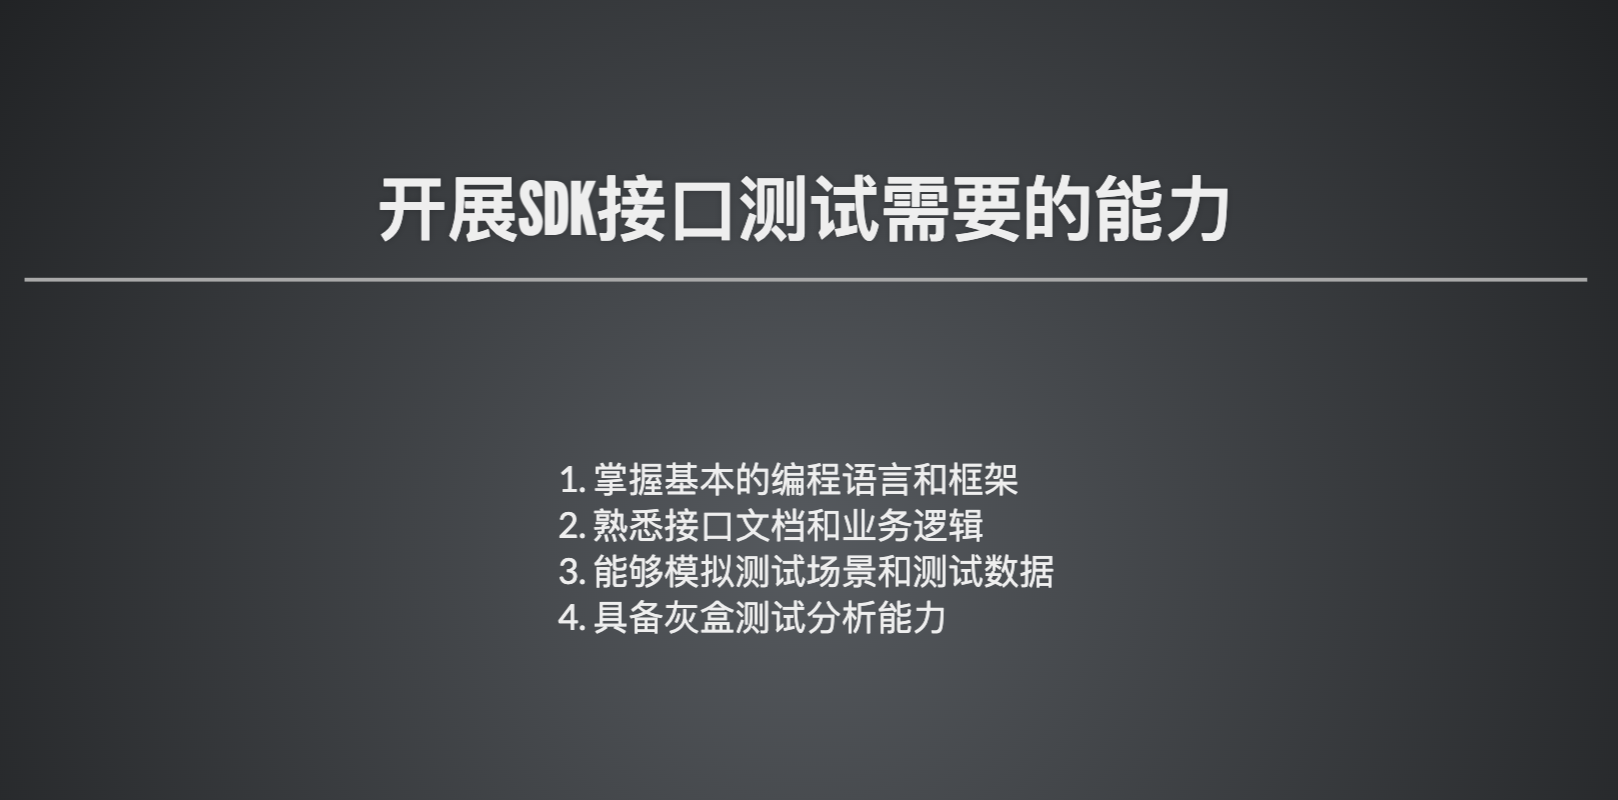 开展SDK接口测试需要的能力
1. 掌握基本的编程语言和框架
2. 熟悉接口文档和业务逻辑
3. 能够模拟测试场景和测试数据
4. 具备灰盒测试分析能力